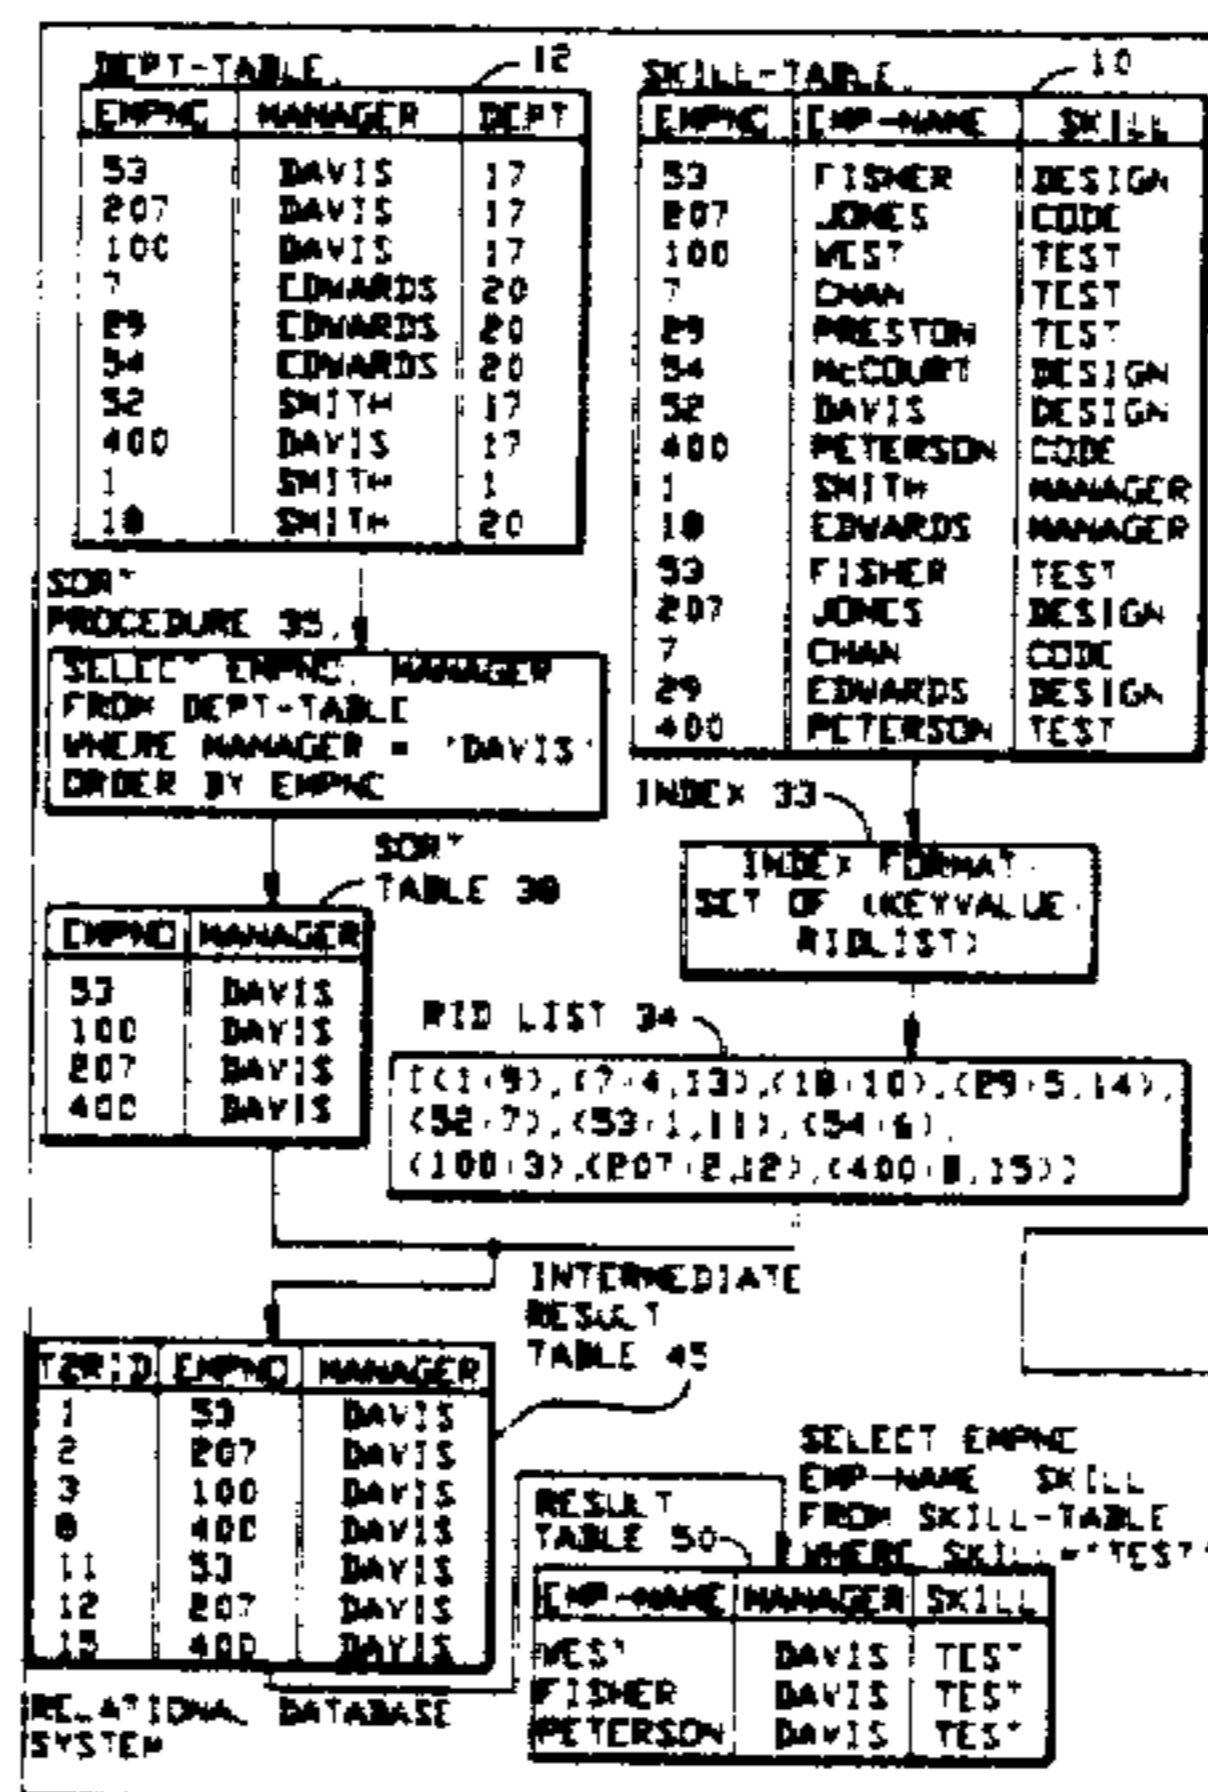 DEPT-TABLE 12
EMPNO MANAGER DEPT
53 DAVIS 17
207 DAVIS 17
100 DAVIS 17
7 EDWARDS 20
29 EDWARDS 20
54 EDWARDS 20
52 SMITH 17
400 DAVIS 17
1 SMITH 1
10 SMITH 20
SKILL-TABLE 10
EMPNO EMP-NAME SKILL
53 FISHER DESIGN
207 JONES CODE
100 WEST TEST
7 CHAN TEST
29 PRESTON TEST
54 McCOURT DESIGN
52 DAVIS DESIGN
400 PETERSON CODE
1 SMITH MANAGER
10 EDWARDS MANAGER
53 FISHER TEST
207 JONES DESIGN
7 CHAN CODE
29 EDWARDS DESIGN
400 PETERSON TEST
SORT
PROCEDURE 35
SELECT EMPNO, MANAGER
FROM DEPT-TABLE
WHERE MANAGER = 'DAVIS'
ORDER BY EMPNO
INDEX 33
INDEX FORMAT
SET OF (KEYVALUE
RIDLIST)
SORT
TABLE 30
EMPNO MANAGER
53 DAVIS
100 DAVIS
207 DAVIS
400 DAVIS
RID LIST 34
[(1:9),(7:4,13),(10:10),(29:5,14),
(52:7),(53:1,11),(54:6),
(100:3),(207:2,12),(400:8,15)]
INTERMEDIATE
RESULT
TABLE 45
T2RID EMPNO MANAGER
1 53 DAVIS
2 207 DAVIS
3 100 DAVIS
8 400 DAVIS
11 53 DAVIS
12 207 DAVIS
15 400 DAVIS
SELECT EMPNO
EMP-NAME SKILL
FROM SKILL-TABLE
WHERE SKILL='TEST'
RESULT
TABLE 50
EMP-NAME MANAGER SKILL
WEST DAVIS TEST
FISHER DAVIS TEST
PETERSON DAVIS TEST
RELATIONAL DATABASE
SYSTEM